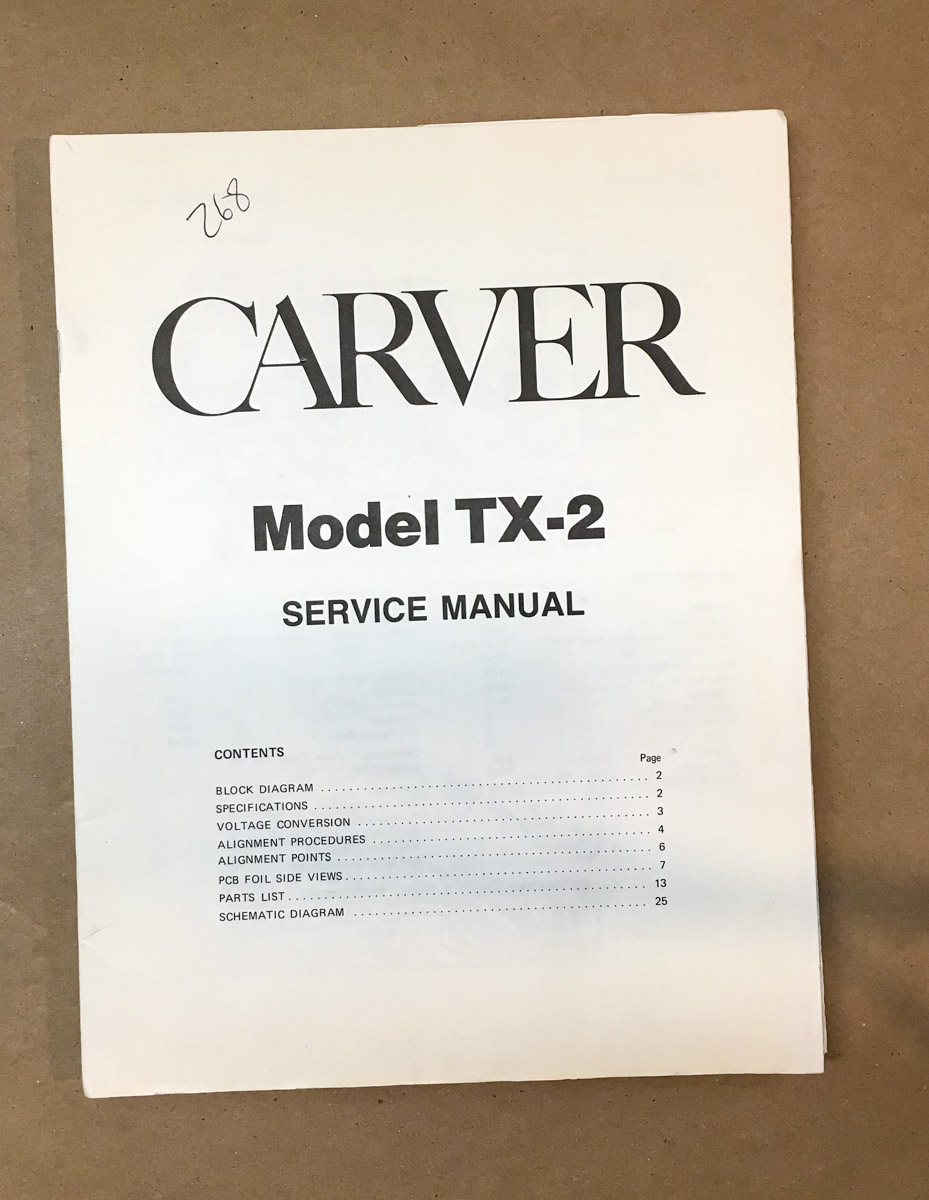 268
CARVER
Model TX-2
SERVICE MANUAL
CONTENTS
Page
BLOCK DIAGRAM . . . . . . . . . . . . . . . . . . . . . . . . . . . . . . . . . . . . . . . . . . . . . . 2
SPECIFICATIONS . . . . . . . . . . . . . . . . . . . . . . . . . . . . . . . . . . . . . . . . . . . . . . 2
VOLTAGE CONVERSION . . . . . . . . . . . . . . . . . . . . . . . . . . . . . . . . . . . . . . . . 3
ALIGNMENT PROCEDURES . . . . . . . . . . . . . . . . . . . . . . . . . . . . . . . . . . . . . . 4
ALIGNMENT POINTS . . . . . . . . . . . . . . . . . . . . . . . . . . . . . . . . . . . . . . . . . . . 6
PCB FOIL SIDE VIEWS . . . . . . . . . . . . . . . . . . . . . . . . . . . . . . . . . . . . . . . . . . 7
PARTS LIST . . . . . . . . . . . . . . . . . . . . . . . . . . . . . . . . . . . . . . . . . . . . . . . . . 13
SCHEMATIC DIAGRAM . . . . . . . . . . . . . . . . . . . . . . . . . . . . . . . . . . . . . . . . . 25